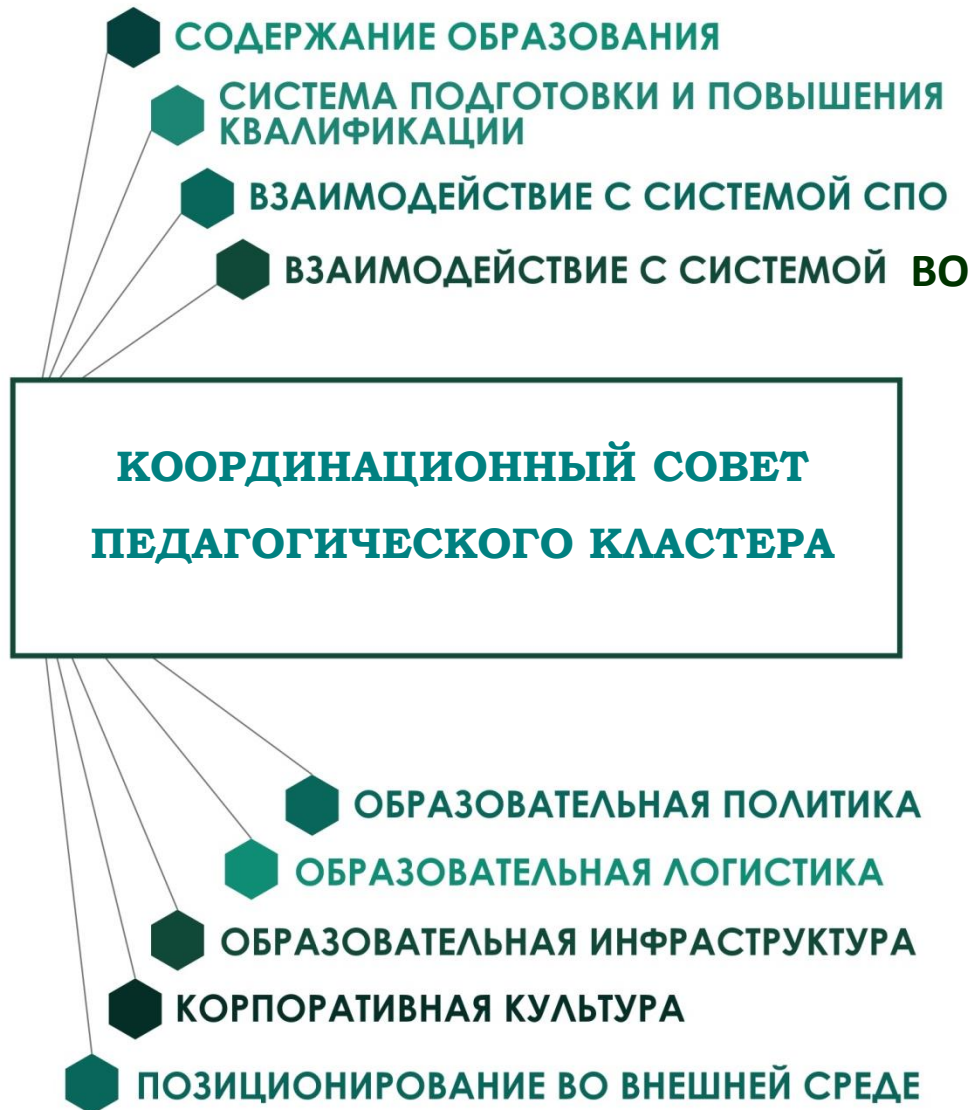 СОДЕРЖАНИЕ ОБРАЗОВАНИЯ
СИСТЕМА ПОДГОТОВКИ И ПОВЫШЕНИЯ
КВАЛИФИКАЦИИ
ВЗАИМОДЕЙСТВИЕ С СИСТЕМОЙ СПО
ВЗАИМОДЕЙСТВИЕ С СИСТЕМОЙ ВО
КООРДИНАЦИОННЫЙ СОВЕТ
ПЕДАГОГИЧЕСКОГО КЛАСТЕРА
ОБРАЗОВАТЕЛЬНАЯ ПОЛИТИКА
ОБРАЗОВАТЕЛЬНАЯ ЛОГИСТИКА
ОБРАЗОВАТЕЛЬНАЯ ИНФРАСТРУКТУРА
КОРПОРАТИВНАЯ КУЛЬТУРА
ПОЗИЦИОНИРОВАНИЕ ВО ВНЕШНЕЙ СРЕДЕ